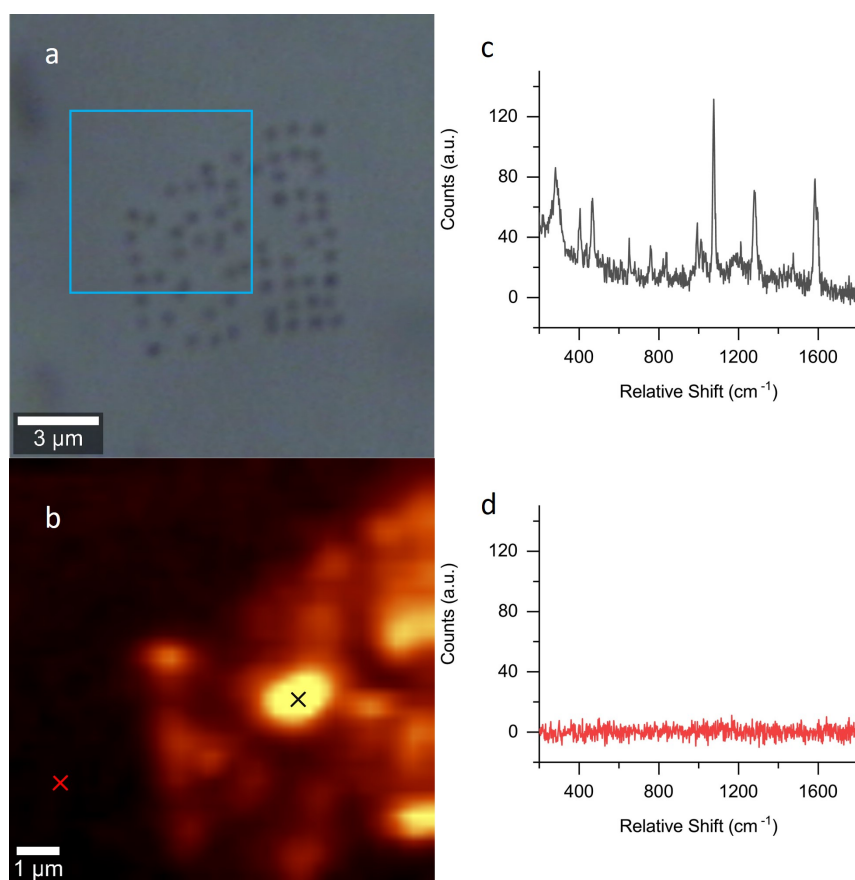 a
3 µm
b
1 µm
c
Counts (a.u.)
120
80
40
0
400 800 1200 1600
Relative Shift (cm⁻¹)
d
Counts (a.u.)
120
80
40
0
400 800 1200 1600
Relative Shift (cm⁻¹)